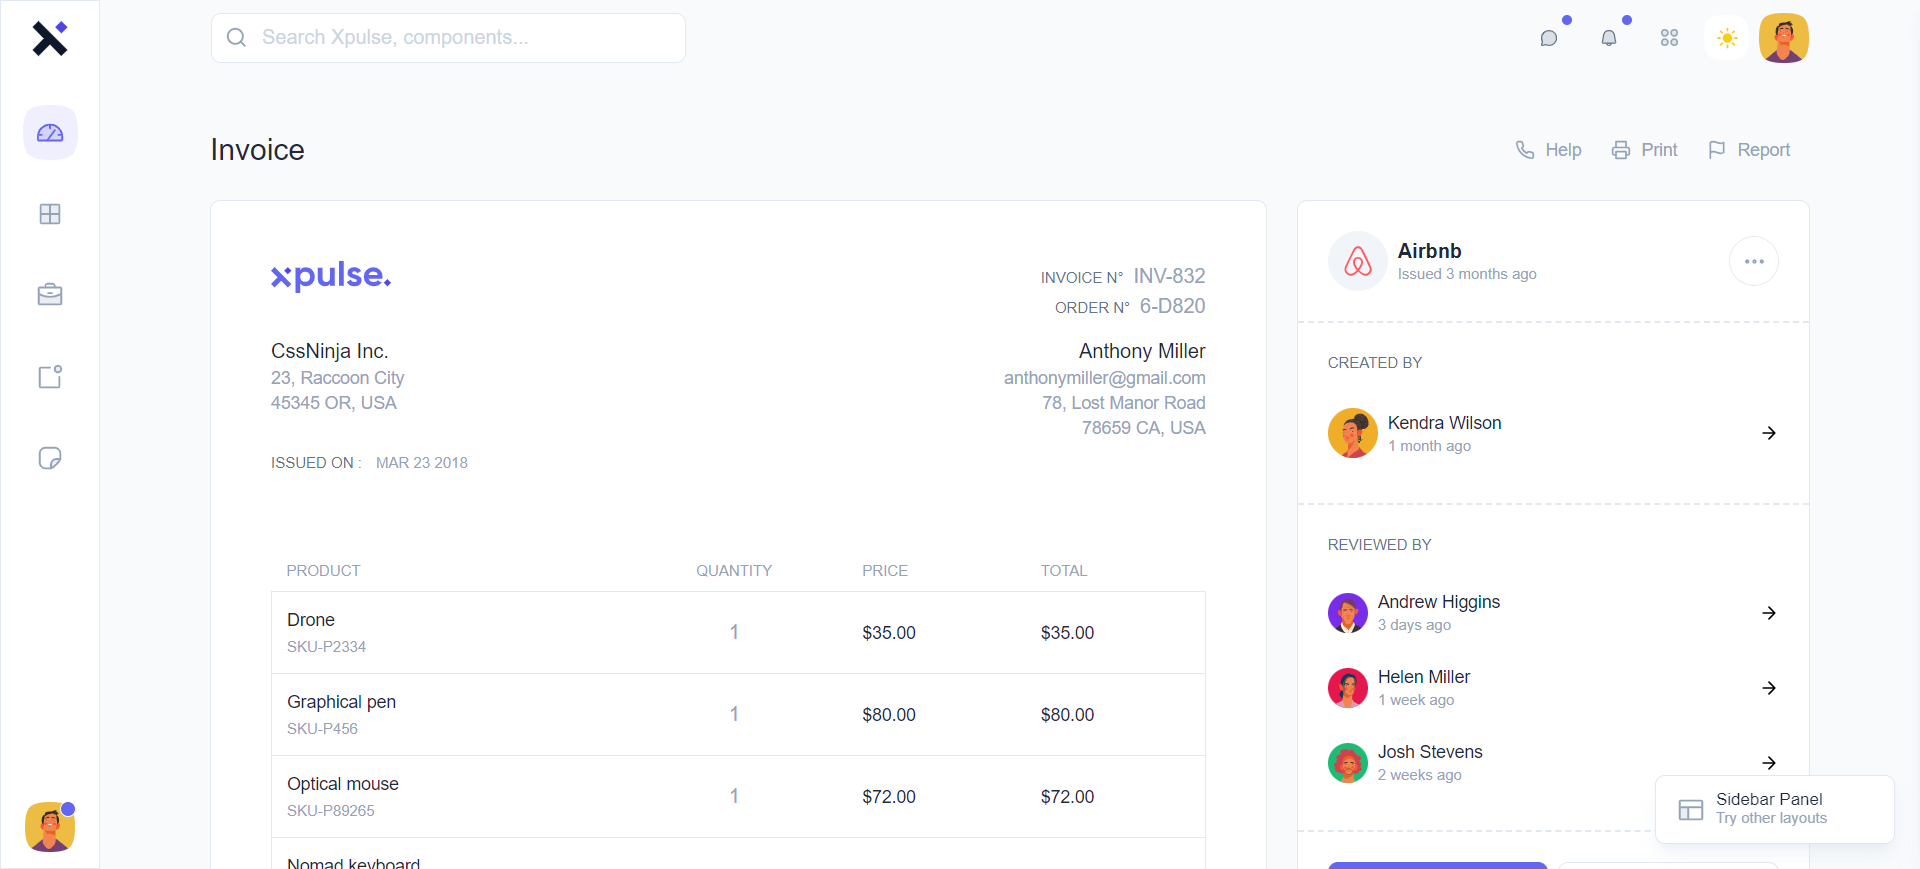 Search Xpulse, components...
Invoice
Help
Print
Report
xpulse.
INVOICE N° INV-832
ORDER N° 6-D820
CssNinja Inc.
23, Raccoon City
45345 OR, USA
Anthony Miller
anthonymiller@gmail.com
78, Lost Manor Road
78659 CA, USA
ISSUED ON : MAR 23 2018
PRODUCT QUANTITY PRICE TOTAL
Drone
SKU-P2334
1 $35.00 $35.00
Graphical pen
SKU-P456
1 $80.00 $80.00
Optical mouse
SKU-P89265
1 $72.00 $72.00
Nomad keyboard
Airbnb
Issued 3 months ago
CREATED BY
Kendra Wilson
1 month ago
REVIEWED BY
Andrew Higgins
3 days ago
Helen Miller
1 week ago
Josh Stevens
2 weeks ago
Sidebar Panel
Try other layouts